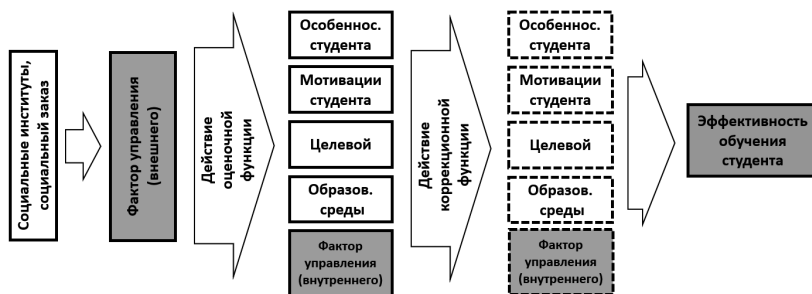 Социальные институты,
социальный заказ
Фактор управления
(внешнего)
Действие
оценочной
функции
Особеннос.
студента
Мотивации
студента
Целевой
Образов.
среды
Фактор
управления
(внутреннего)
Действие
коррекционной
функции
Особеннос.
студента
Мотивации
студента
Целевой
Образов.
среды
Фактор
управления
(внутреннего)
Эффективность
обучения
студента